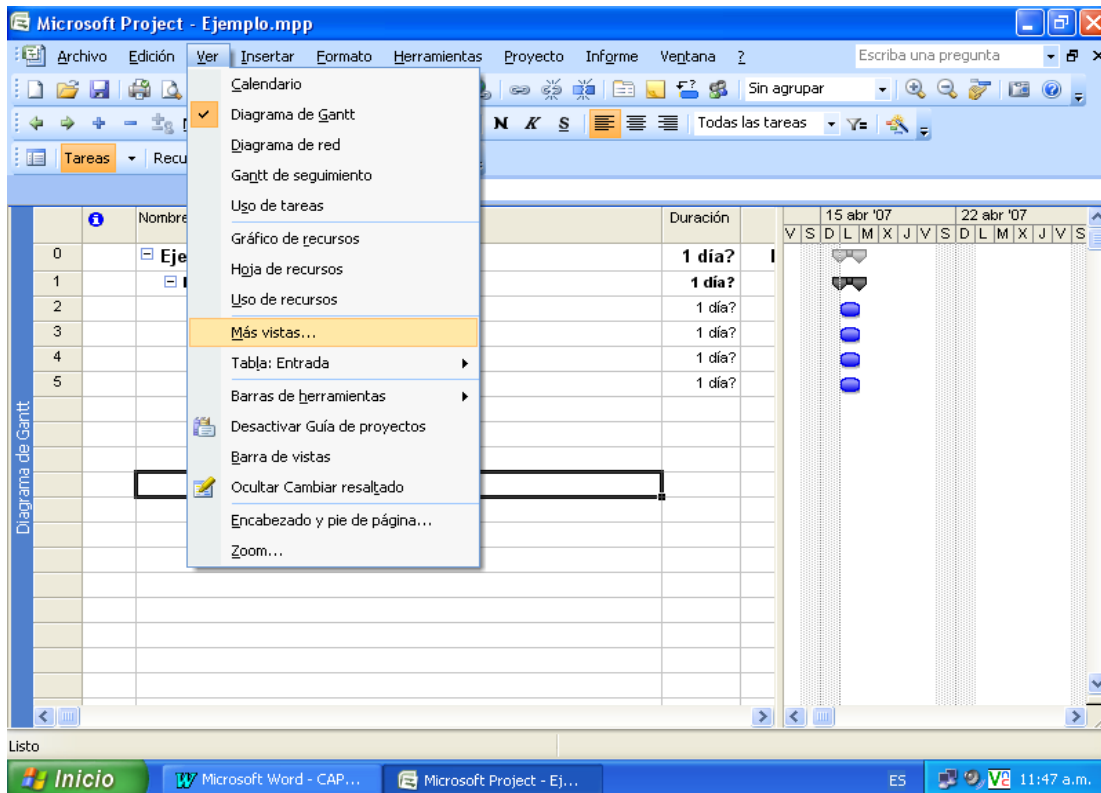 Microsoft Project - Ejemplo.mpp
Archivo Edición Ver Insertar Formato Herramientas Proyecto Informe Ventana ? Escriba una pregunta
Sin agrupar
N K S Todas las tareas
Tareas
Calendario
Diagrama de Gantt
Diagrama de red
Gantt de seguimiento
Uso de tareas
Gráfico de recursos
Hoja de recursos
Uso de recursos
Más vistas...
Tabla: Entrada
Barras de herramientas
Desactivar Guía de proyectos
Barra de vistas
Ocultar Cambiar resaltado
Encabezado y pie de página...
Zoom...
Duración 15 abr '07 22 abr '07
V S D L M X J V S D L M X J V S
0 1 día?
1 1 día?
2 1 día?
3 1 día?
4 1 día?
5 1 día?
Diagrama de Gantt
Listo
Inicio Microsoft Word - CAP... Microsoft Project - Ej... ES 11:47 a.m.